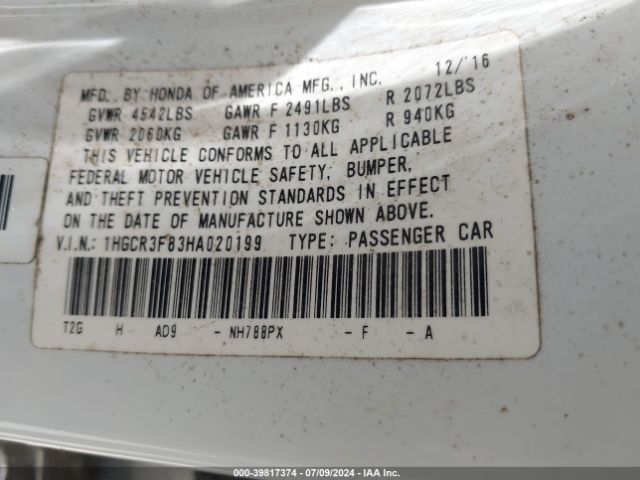 MFD. BY HONDA OF AMERICA MFG., INC. 12/'16
GVWR 4542LBS GAWR F 2491LBS R 2072LBS
GVWR 2060KG GAWR F 1130KG R 940KG
THIS VEHICLE CONFORMS TO ALL APPLICABLE
FEDERAL MOTOR VEHICLE SAFETY, BUMPER,
AND THEFT PREVENTION STANDARDS IN EFFECT
ON THE DATE OF MANUFACTURE SHOWN ABOVE.
V.I.N.: 1HGCR3F83HA020199 TYPE: PASSENGER CAR
T2G H AD9 - NH788PX - F - A
000-39817374 | 07/09/2024 - IAA Inc.